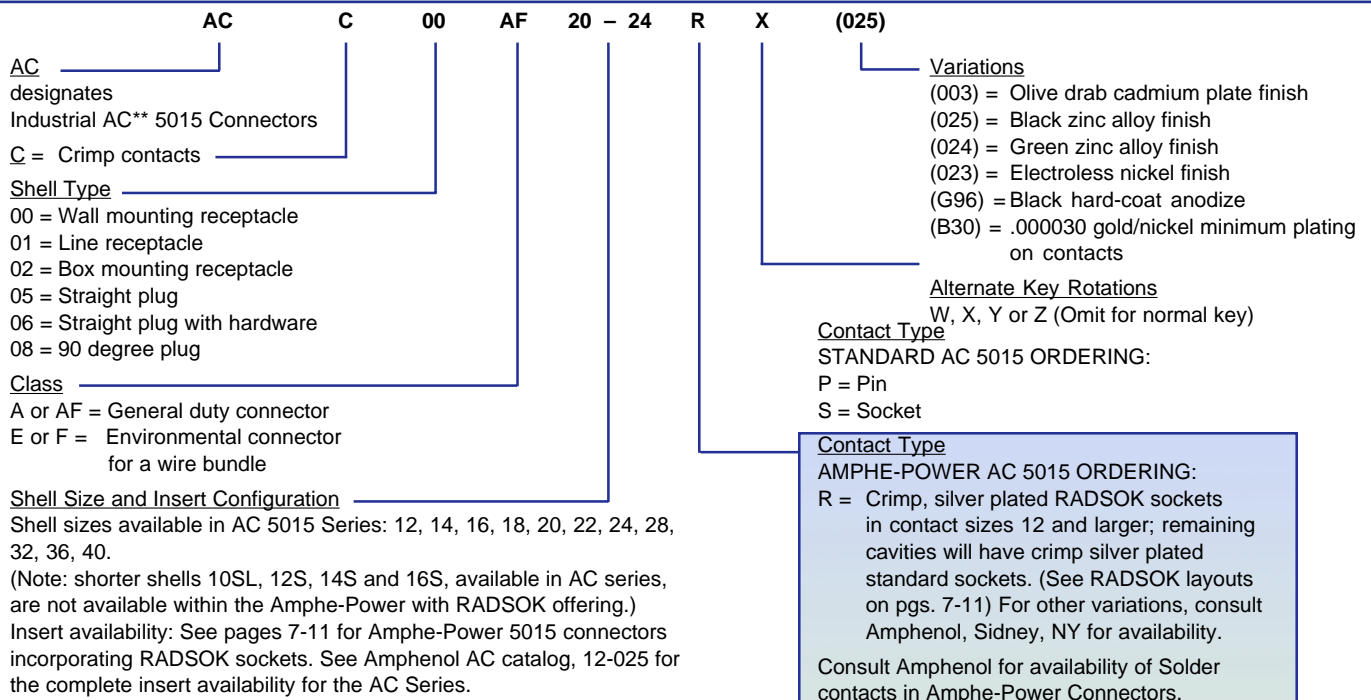 AC C 00 AF 20 – 24 R X (025)
AC
designates
Industrial AC** 5015 Connectors
C = Crimp contacts
Shell Type
00 = Wall mounting receptacle
01 = Line receptacle
02 = Box mounting receptacle
05 = Straight plug
06 = Straight plug with hardware
08 = 90 degree plug
Class
A or AF = General duty connector
E or F = Environmental connector
for a wire bundle
Shell Size and Insert Configuration
Shell sizes available in AC 5015 Series: 12, 14, 16, 18, 20, 22, 24, 28,
32, 36, 40.
(Note: shorter shells 10SL, 12S, 14S and 16S, available in AC series,
are not available within the Amphe-Power with RADSOK offering.)
Insert availability: See pages 7-11 for Amphe-Power 5015 connectors
incorporating RADSOK sockets. See Amphenol AC catalog, 12-025 for
the complete insert availability for the AC Series.
Variations
(003) = Olive drab cadmium plate finish
(025) = Black zinc alloy finish
(024) = Green zinc alloy finish
(023) = Electroless nickel finish
(G96) = Black hard-coat anodize
(B30) = .000030 gold/nickel minimum plating
on contacts
Alternate Key Rotations
W, X, Y or Z (Omit for normal key)
Contact Type
STANDARD AC 5015 ORDERING:
P = Pin
S = Socket
Contact Type
AMPHE-POWER AC 5015 ORDERING:
R = Crimp, silver plated RADSOK sockets
in contact sizes 12 and larger; remaining
cavities will have crimp silver plated
standard sockets. (See RADSOK layouts
on pgs. 7-11) For other variations, consult
Amphenol, Sidney, NY for availability.
Consult Amphenol for availability of Solder
contacts in Amphe-Power Connectors.